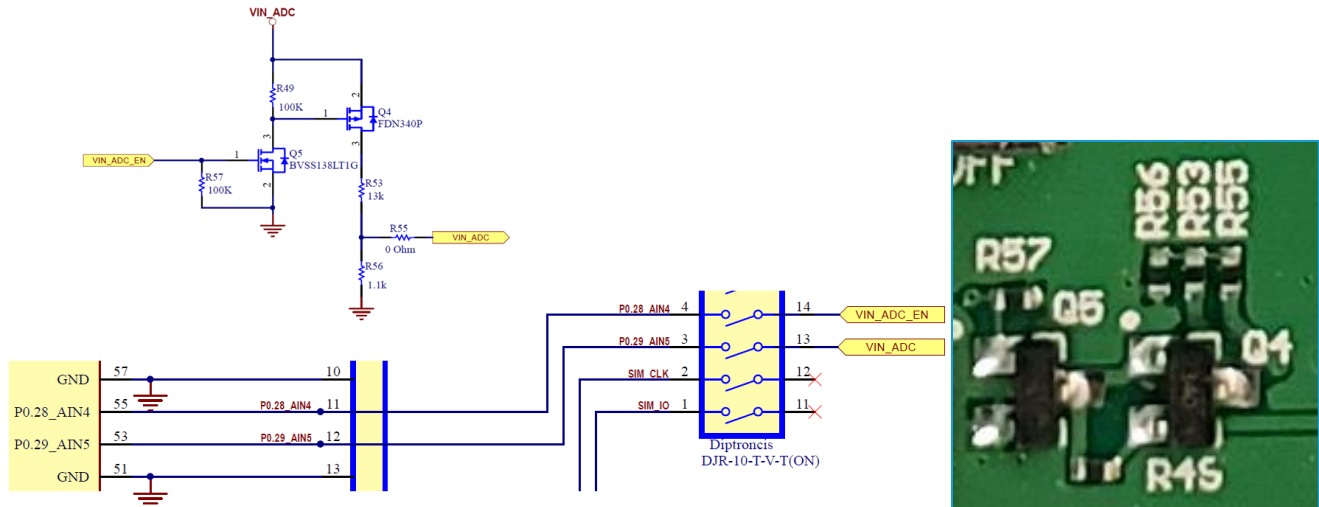 VIN_ADC
R49
100K
2
1
Q4
FDN340P
3
3
Q5
BVSS138LT1G
VIN_ADC_EN
1
2
R57
100K
R53
13k
R55
0 Ohm
VIN_ADC
R56
1.1k
P0.28_AIN4
4
14
VIN_ADC_EN
P0.29_AIN5
3
13
VIN_ADC
SIM_CLK
2
12
SIM_IO
1
11
Diptroncis
DJR-10-T-V-T(ON)
GND
57
10
P0.28_AIN4
55
P0.28_AIN4
11
P0.29_AIN5
53
P0.29_AIN5
12
GND
51
13
R56
R53
R55
R57
Q5
Q4
R45